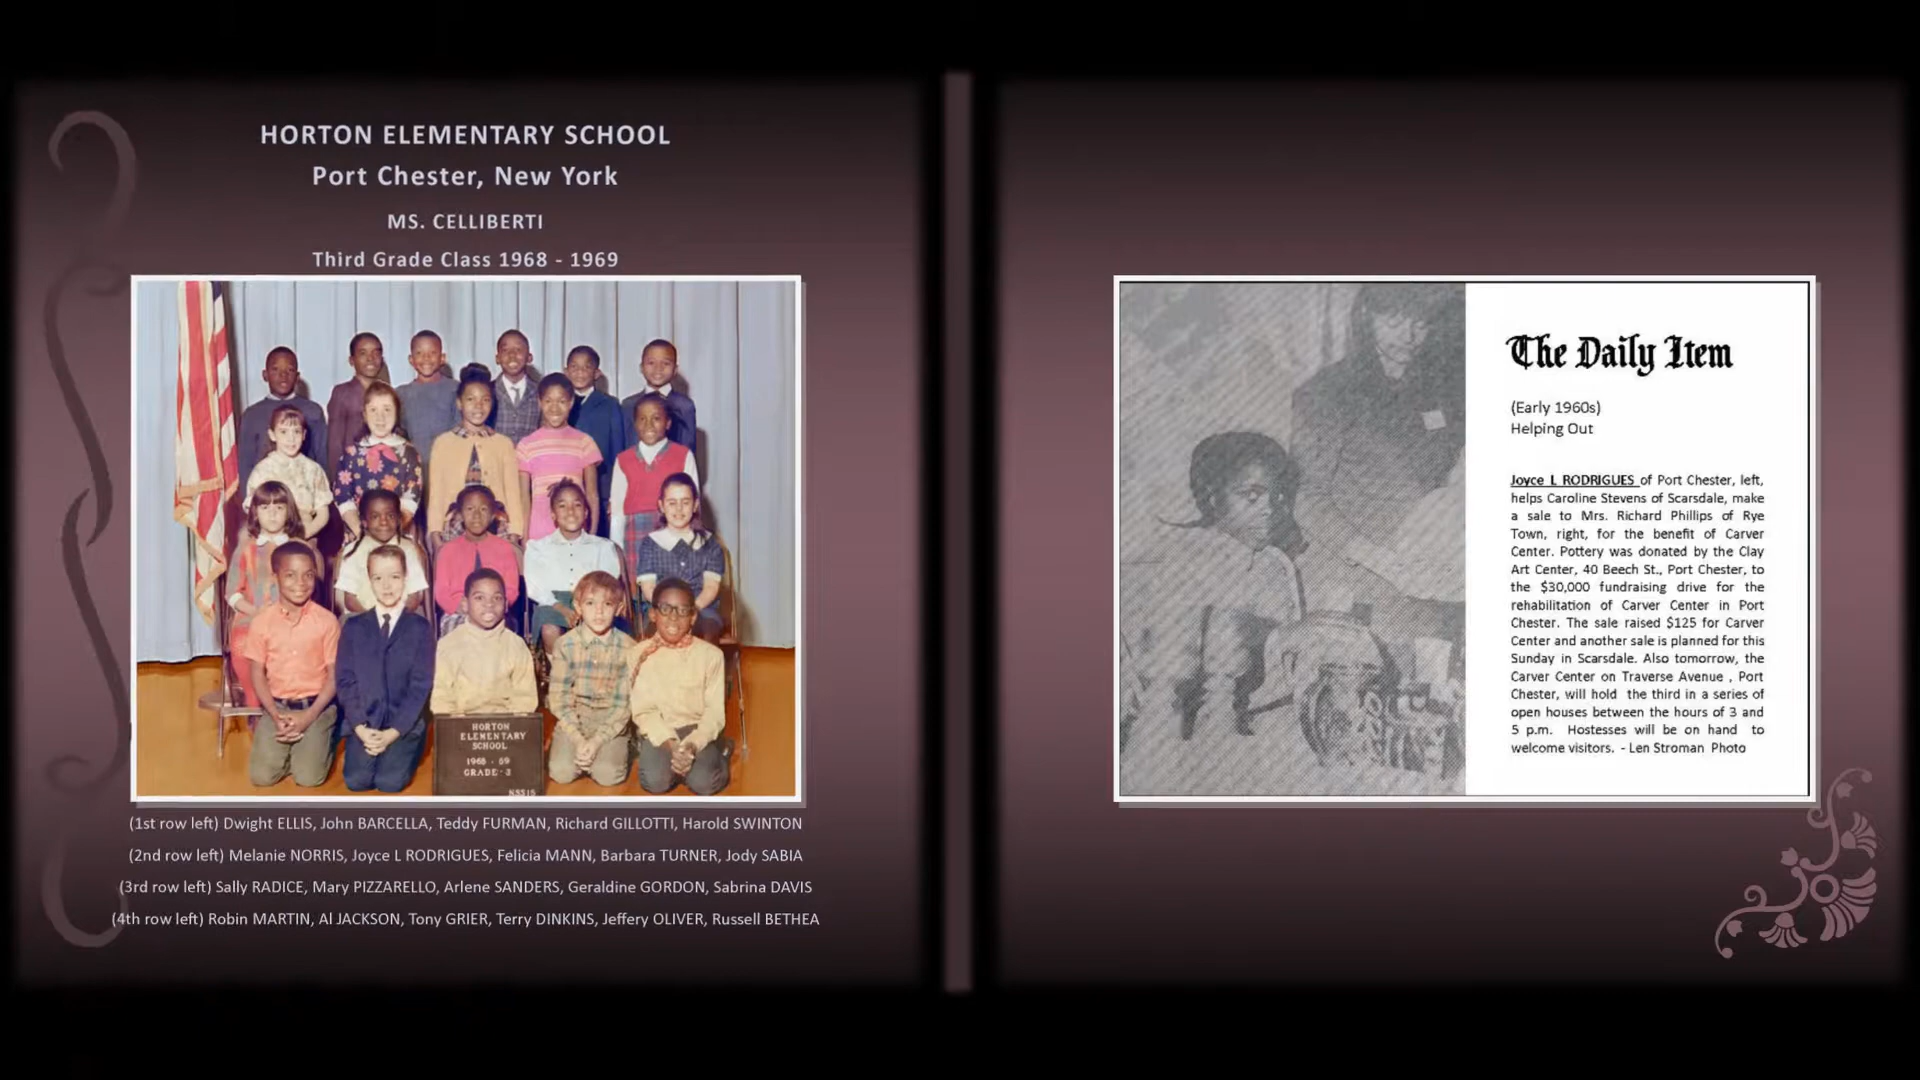 HORTON ELEMENTARY SCHOOL
Port Chester, New York
MS. CELLIBERTI
Third Grade Class 1968 - 1969
HORTON
ELEMENTARY
SCHOOL
1968 - 69
GRADE-3
NSS15
(1st row left) Dwight ELLIS, John BARCELLA, Teddy FURMAN, Richard GILLOTTI, Harold SWINTON
(2nd row left) Melanie NORRIS, Joyce L RODRIGUES, Felicia MANN, Barbara TURNER, Jody SABIA
(3rd row left) Sally RADICE, Mary PIZZARELLO, Arlene SANDERS, Geraldine GORDON, Sabrina DAVIS
(4th row left) Robin MARTIN, Al JACKSON, Tony GRIER, Terry DINKINS, Jeffery OLIVER, Russell BETHEA
The Daily Item
(Early 1960s)
Helping Out
Joyce L RODRIGUES of Port Chester, left,
helps Caroline Stevens of Scarsdale, make
a sale to Mrs. Richard Phillips of Rye
Town, right, for the benefit of Carver
Center. Pottery was donated by the Clay
Art Center, 40 Beech St., Port Chester, to
the $30,000 fundraising drive for the
rehabilitation of Carver Center in Port
Chester. The sale raised $125 for Carver
Center and another sale is planned for this
Sunday in Scarsdale. Also tomorrow, the
Carver Center on Traverse Avenue , Port
Chester, will hold the third in a series of
open houses between the hours of 3 and
5 p.m. Hostesses will be on hand to
welcome visitors. - Len Stroman Photo